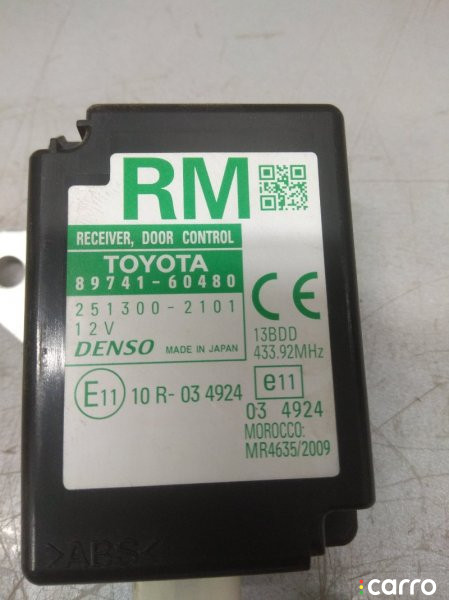 RM
RECEIVER, DOOR CONTROL
TOYOTA
89741-60480
251300-2101
12V
DENSO MADE IN JAPAN
CE
13BDD
433.92MHz
E11 10 R- 03 4924
e11
03 4924
MOROCCO:
MR4635/2009
>ABS<
:carro